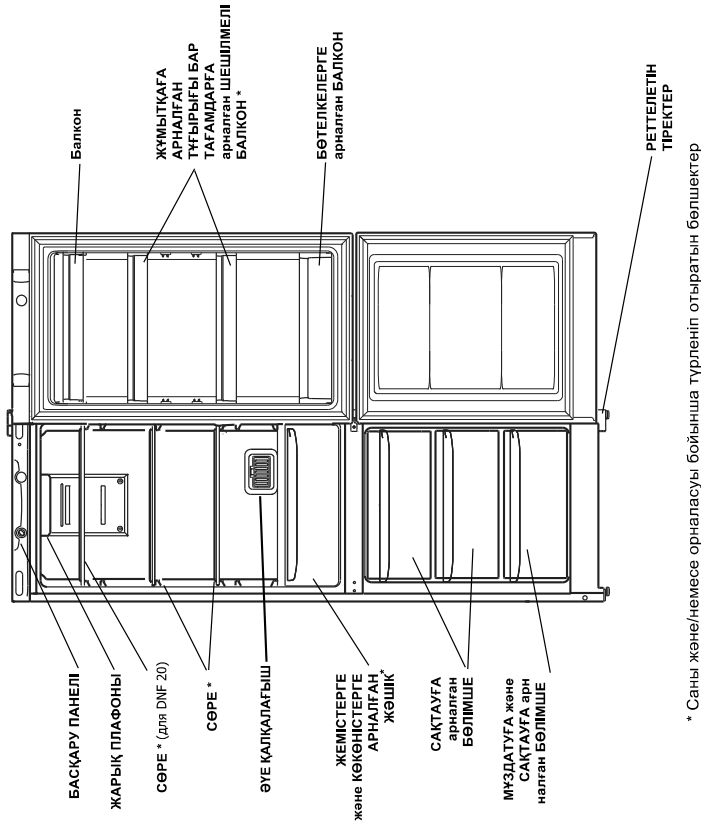 БАСҚАРУ ПАНЕЛІ
ЖАРЫҚ ПЛАФОНЫ
СӨРЕ * (для DNF 20)
СӨРЕ *
ӘУЕ ҚАЛҚАЛАҒЫШ
ЖЕМІСТЕРГЕ
және КӨКӨНІСТЕРГЕ
АРНАЛҒАН
ЖӘШІК*
САҚТАУҒА
арналған
БӨЛІМШЕ
МҰЗДАТУҒА және
САҚТАУҒА арн
налған БӨЛІМШЕ
Балкон
ЖҰМЫТҚАҒА
АРНАЛҒАН
ТҰҒЫРЫҒЫ БАР
ТАҒАМДАРҒА
арналған ШЕШІЛМЕЛІ
БАЛКОН *
БӨТЕЛКЕЛЕРГЕ
арналған БАЛКОН
РЕТТЕЛЕТІН
ТІРЕКТЕР
* Саны және/немесе орналасуы бойынша түрленіп отыратын бөлшектер